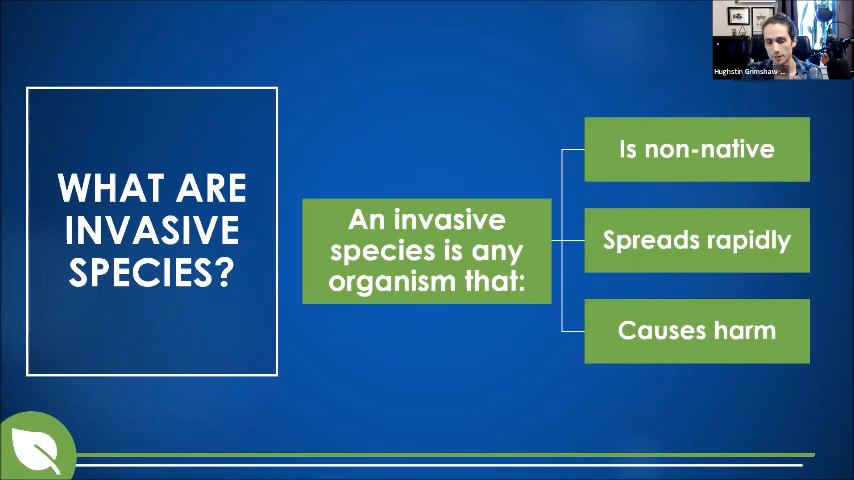 WHAT ARE
INVASIVE
SPECIES?
An invasive
species is any
organism that:
Is non-native
Spreads rapidly
Causes harm
Hughstin Grimshaw-...